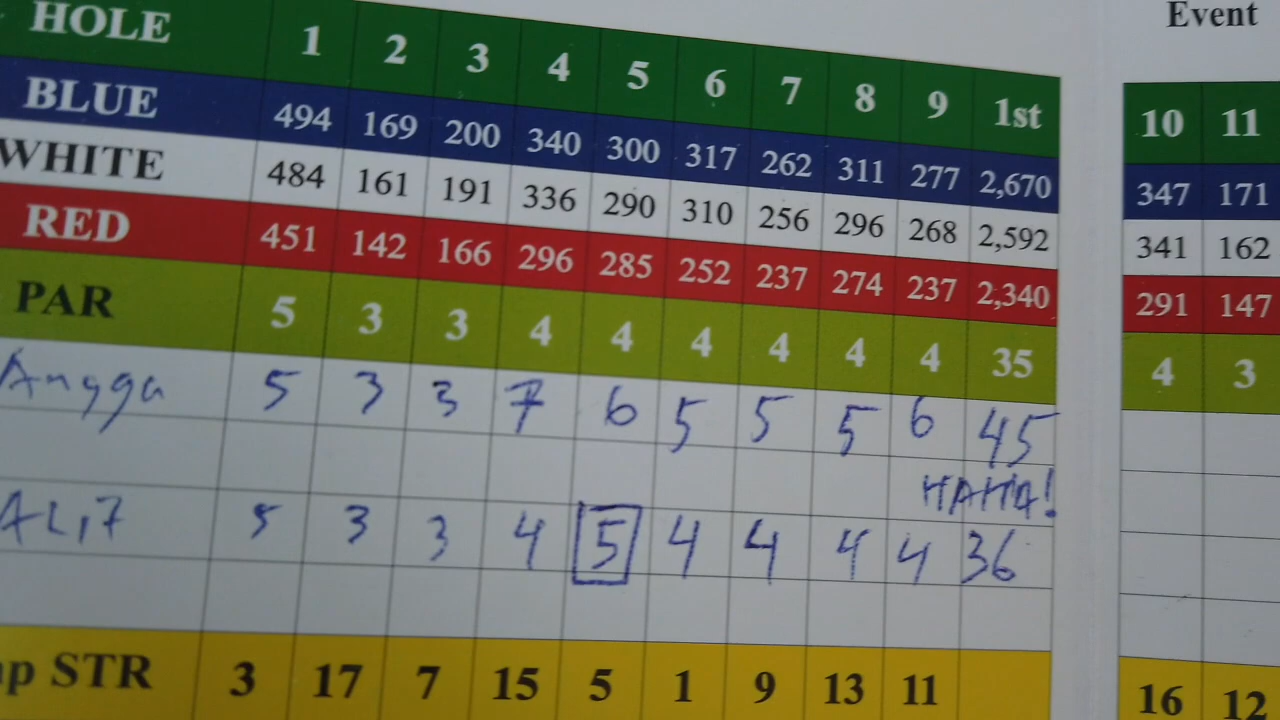 Event
HOLE 1 2 3 4 5 6 7 8 9 1st 10 11
BLUE 494 169 200 340 300 317 262 311 277 2,670 347 171
WHITE 484 161 191 336 290 310 256 296 268 2,592 341 162
RED 451 142 166 296 285 252 237 274 237 2,340 291 147
PAR 5 3 3 4 4 4 4 4 4 35 4 3
Angga 5 3 3 7 6 5 5 5 6 45
HAHA!
5 3 3 4 5 4 4 4 4 36
STR 3 17 7 15 5 1 9 13 11 16 12